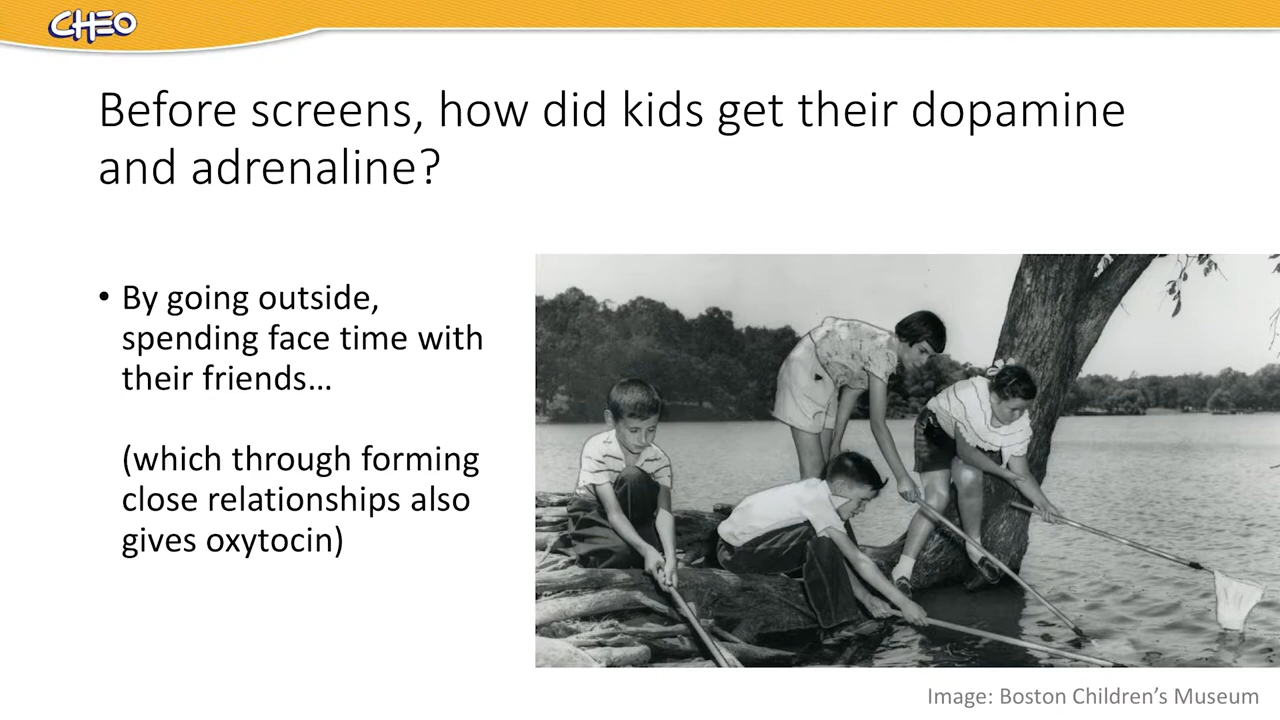 CHEO
Before screens, how did kids get their dopamine
and adrenaline?
• By going outside,
spending face time with
their friends…
(which through forming
close relationships also
gives oxytocin)
Image: Boston Children’s Museum